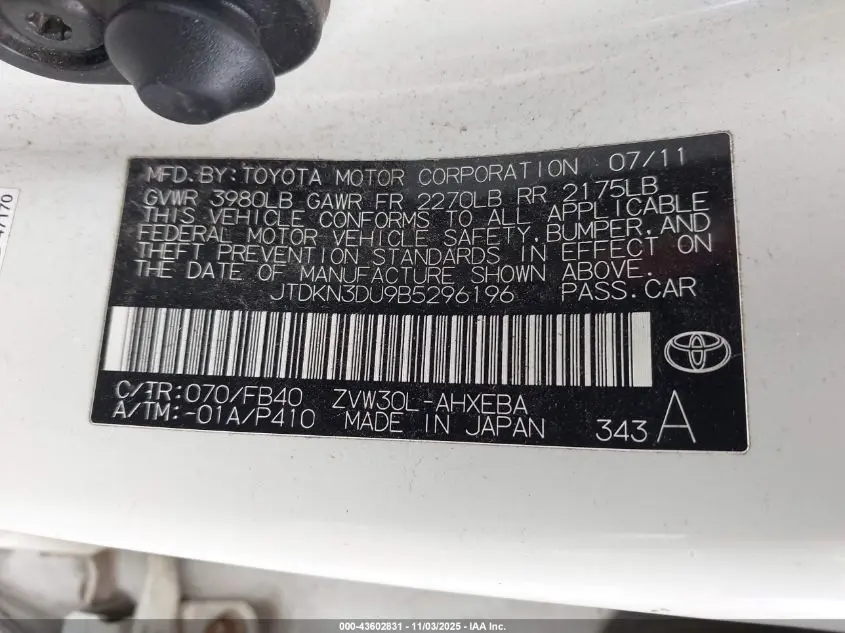 MFD.BY:TOYOTA MOTOR CORPORATION 07/11
GVWR 3980LB GAWR FR 2270LB RR 2175LB
THIS VEHICLE CONFORMS TO ALL APPLICABLE
FEDERAL MOTOR VEHICLE SAFETY,BUMPER,AND
THEFT PREVENTION STANDARDS IN EFFECT ON
THE DATE OF MANUFACTURE SHOWN ABOVE.
JTDKN3DU9B5296196 PASS.CAR
C/TR:070/FB40 ZVW30L-AHXEBA
A/TM:-01A/P410 MADE IN JAPAN 343 A
47170
000-43602831 - 11/03/2025 - IAA Inc.